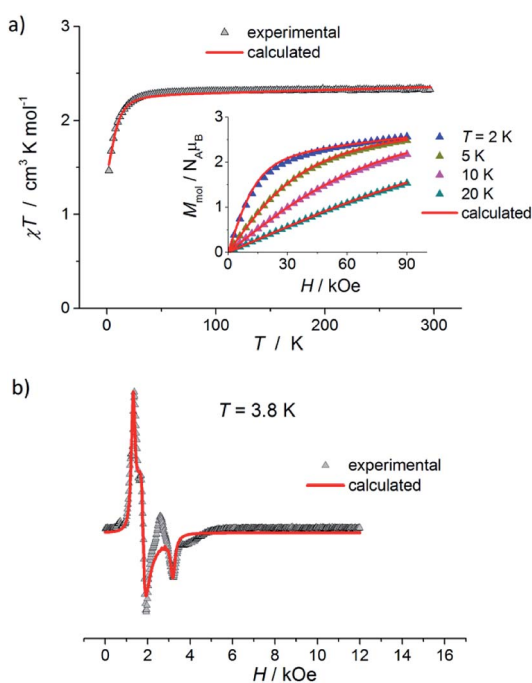 a)
3
2
1
0
χT / cm³ K mol⁻¹
experimental
calculated
3
2
1
0
M_mol / N_Aμ_B
T = 2 K
5 K
10 K
20 K
calculated
0 30 60 90
H / kOe
0 100 200 300
T / K
b)
T = 3.8 K
experimental
calculated
0 2 4 6 8 10 12 14 16
H / kOe